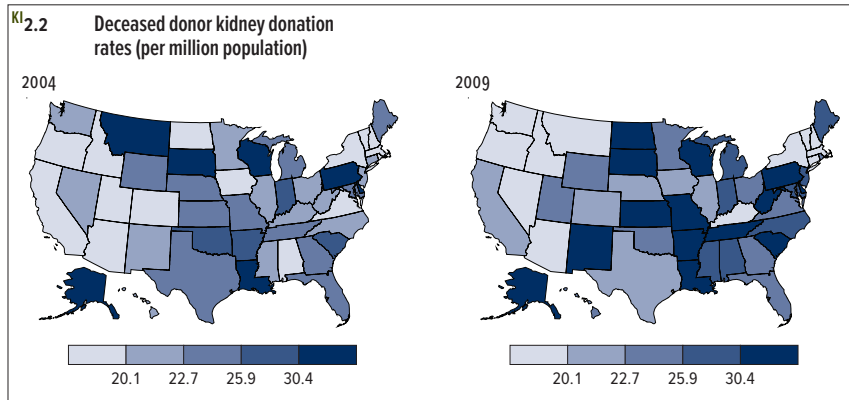 KI 2.2 Deceased donor kidney donation
rates (per million population)
2004
2009
20.1 22.7 25.9 30.4
20.1 22.7 25.9 30.4